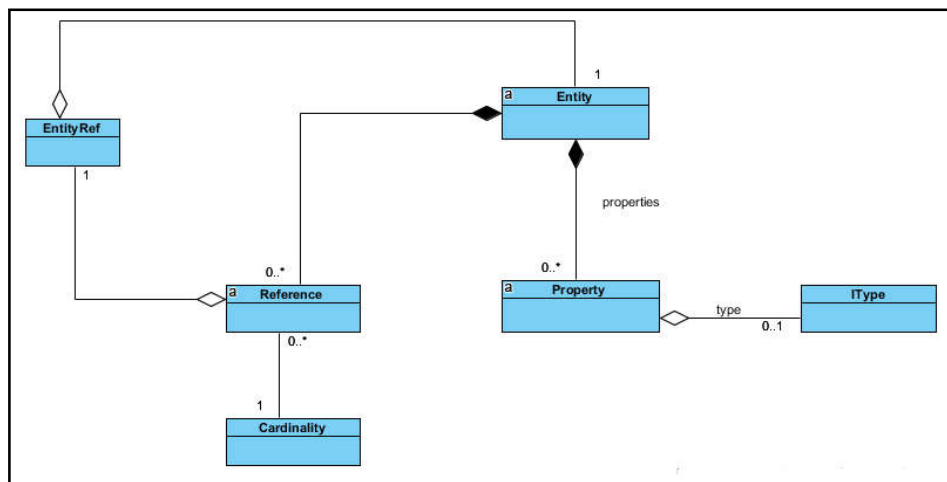 1
a
Entity
EntityRef
1
properties
0..*
0..*
a
Reference
a
Property
type
0..1
IType
0..*
1
Cardinality